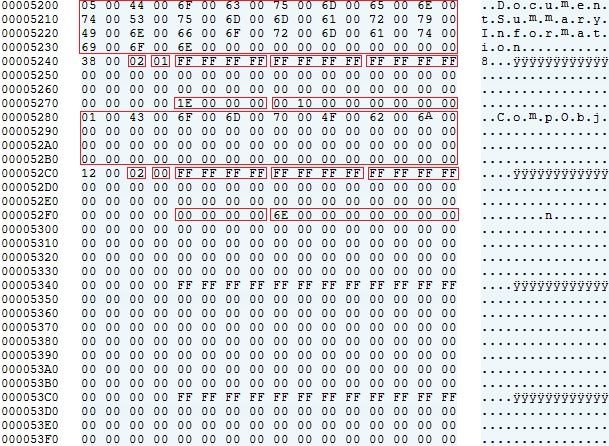 00005200 05 00 44 00 6F 00 63 00 75 00 6D 00 65 00 6E 00 ..D.o.c.u.m.e.n.
00005210 74 00 53 00 75 00 6D 00 6D 00 61 00 72 00 79 00 t.S.u.m.m.a.r.y.
00005220 49 00 6E 00 66 00 6F 00 72 00 6D 00 61 00 74 00 I.n.f.o.r.m.a.t.
00005230 69 00 6F 00 6E 00 00 00 00 00 00 00 00 00 00 00 i.o.n...........
00005240 38 00 02 01 FF FF FF FF FF FF FF FF FF FF FF FF 8...ÿÿÿÿÿÿÿÿÿÿÿÿ
00005250 00 00 00 00 00 00 00 00 00 00 00 00 00 00 00 00 ................
00005260 00 00 00 00 00 00 00 00 00 00 00 00 00 00 00 00 ................
00005270 00 00 00 00 1E 00 00 00 00 10 00 00 00 00 00 00 ................
00005280 01 00 43 00 6F 00 6D 00 70 00 4F 00 62 00 6A 00 ..C.o.m.p.O.b.j.
00005290 00 00 00 00 00 00 00 00 00 00 00 00 00 00 00 00 ................
000052A0 00 00 00 00 00 00 00 00 00 00 00 00 00 00 00 00 ................
000052B0 00 00 00 00 00 00 00 00 00 00 00 00 00 00 00 00 ................
000052C0 12 00 02 00 FF FF FF FF FF FF FF FF FF FF FF FF ....ÿÿÿÿÿÿÿÿÿÿÿÿ
000052D0 00 00 00 00 00 00 00 00 00 00 00 00 00 00 00 00 ................
000052E0 00 00 00 00 00 00 00 00 00 00 00 00 00 00 00 00 ................
000052F0 00 00 00 00 00 00 00 00 6E 00 00 00 00 00 00 00 ........n.......
00005300 00 00 00 00 00 00 00 00 00 00 00 00 00 00 00 00 ................
00005310 00 00 00 00 00 00 00 00 00 00 00 00 00 00 00 00 ................
00005320 00 00 00 00 00 00 00 00 00 00 00 00 00 00 00 00 ................
00005330 00 00 00 00 00 00 00 00 00 00 00 00 00 00 00 00 ................
00005340 00 00 00 00 FF FF FF FF FF FF FF FF FF FF FF FF ....ÿÿÿÿÿÿÿÿÿÿÿÿ
00005350 00 00 00 00 00 00 00 00 00 00 00 00 00 00 00 00 ................
00005360 00 00 00 00 00 00 00 00 00 00 00 00 00 00 00 00 ................
00005370 00 00 00 00 00 00 00 00 00 00 00 00 00 00 00 00 ................
00005380 00 00 00 00 00 00 00 00 00 00 00 00 00 00 00 00 ................
00005390 00 00 00 00 00 00 00 00 00 00 00 00 00 00 00 00 ................
000053A0 00 00 00 00 00 00 00 00 00 00 00 00 00 00 00 00 ................
000053B0 00 00 00 00 00 00 00 00 00 00 00 00 00 00 00 00 ................
000053C0 00 00 00 00 FF FF FF FF FF FF FF FF FF FF FF FF ....ÿÿÿÿÿÿÿÿÿÿÿÿ
000053D0 00 00 00 00 00 00 00 00 00 00 00 00 00 00 00 00 ................
000053E0 00 00 00 00 00 00 00 00 00 00 00 00 00 00 00 00 ................
000053F0 00 00 00 00 00 00 00 00 00 00 00 00 00 00 00 00 ................